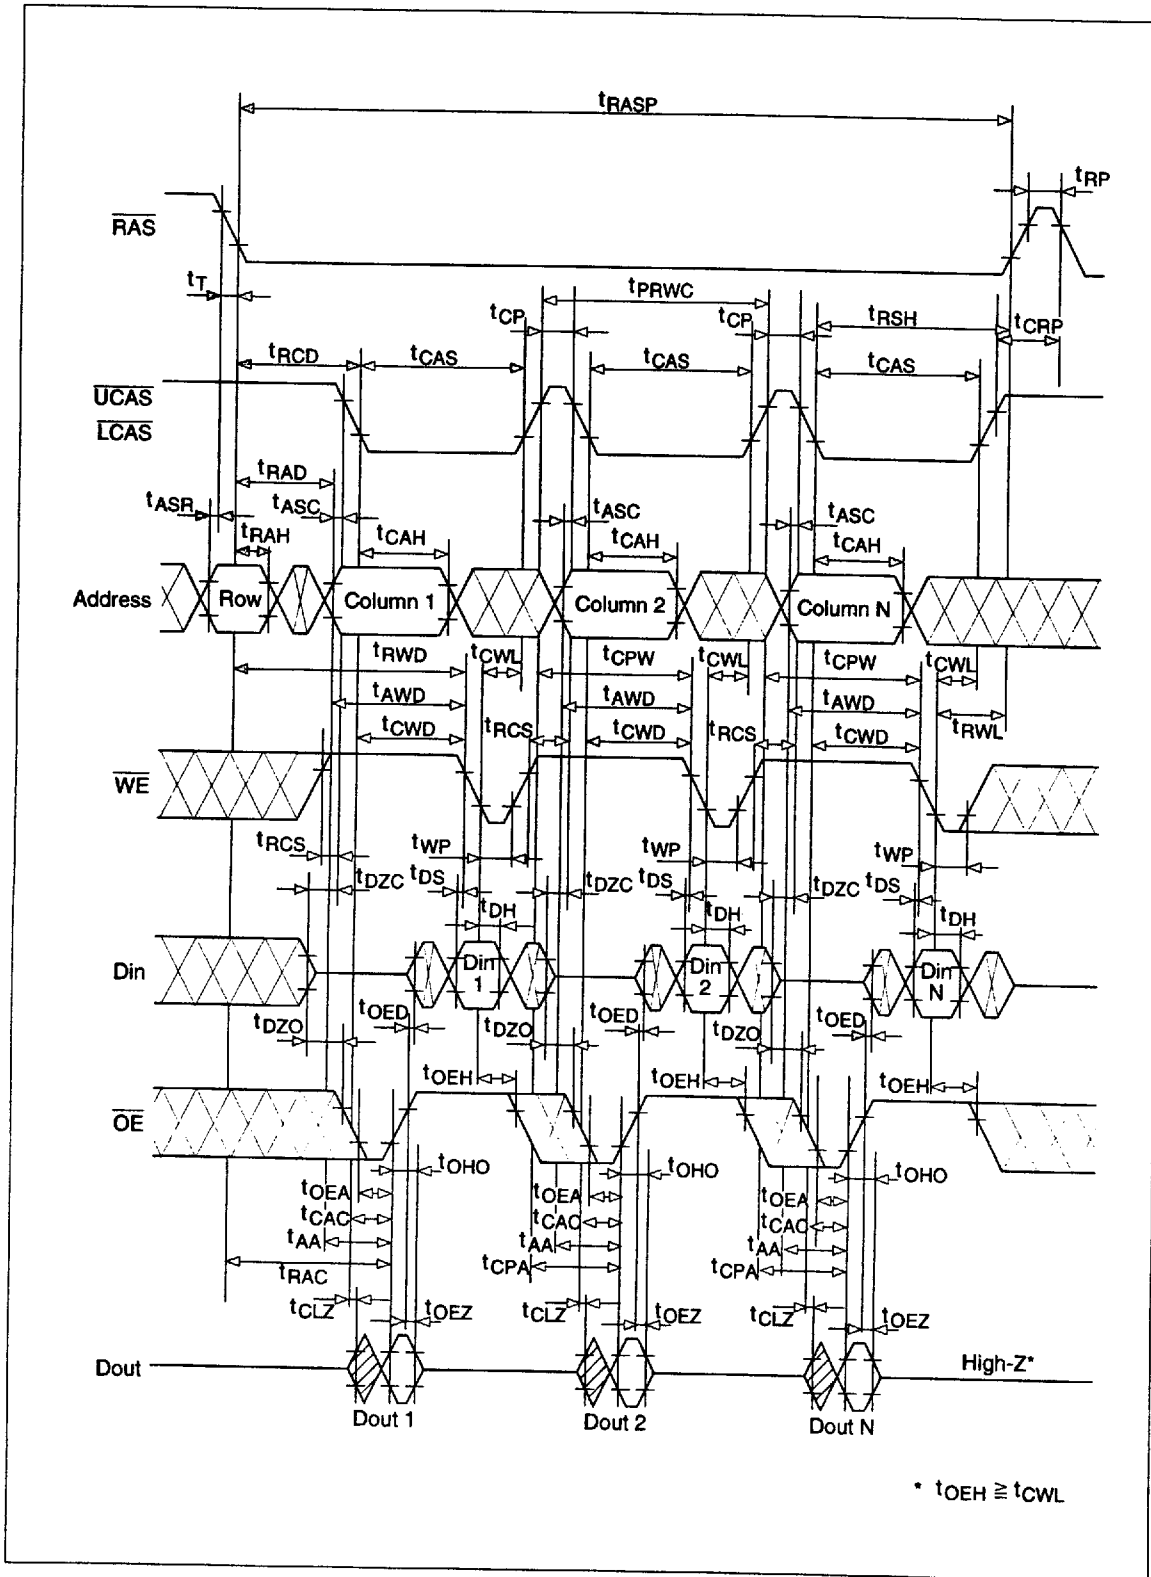 tRASP
tRP
RAS
tT
tPRWC
tCP
tCP
tRSH
tCRP
tRCD
tCAS
tCAS
tCAS
UCAS
LCAS
tRAD
tASR
tASC
tASC
tASC
tRAH
tCAH
tCAH
tCAH
Address
Row
Column 1
Column 2
Column N
tRWD
tCWL
tCPW
tCWL
tCPW
tCWL
tAWD
tAWD
tAWD
tCWD
tRCS
tCWD
tRCS
tCWD
tRWL
WE
tRCS
tWP
tWP
tWP
tDZC
tDS
tDZC
tDS
tDZC
tDS
tDH
tDH
tDH
Din
Din 1
Din 2
Din N
tDZO
tOED
tDZO
tOED
tDZO
tOED
tOEH
tOEH
tOEH
OE
tOHO
tOHO
tOHO
tOEA
tOEA
tOEA
tCAC
tCAC
tCAC
tAA
tAA
tAA
tRAC
tCPA
tCPA
tCLZ
tOEZ
tCLZ
tOEZ
tCLZ
tOEZ
Dout
High-Z*
Dout 1
Dout 2
Dout N
* tOEH ≧ tCWL